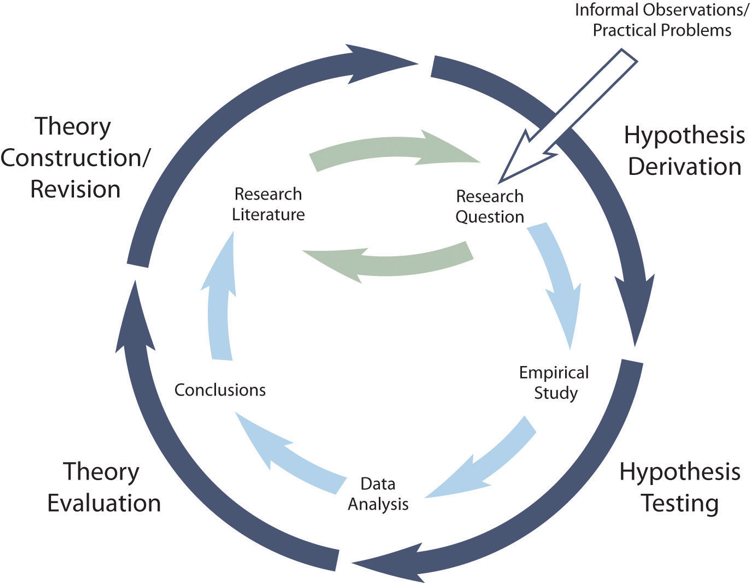 Informal Observations/
Practical Problems
Theory
Construction/
Revision
Hypothesis
Derivation
Research
Literature
Research
Question
Conclusions
Empirical
Study
Theory
Evaluation
Data
Analysis
Hypothesis
Testing